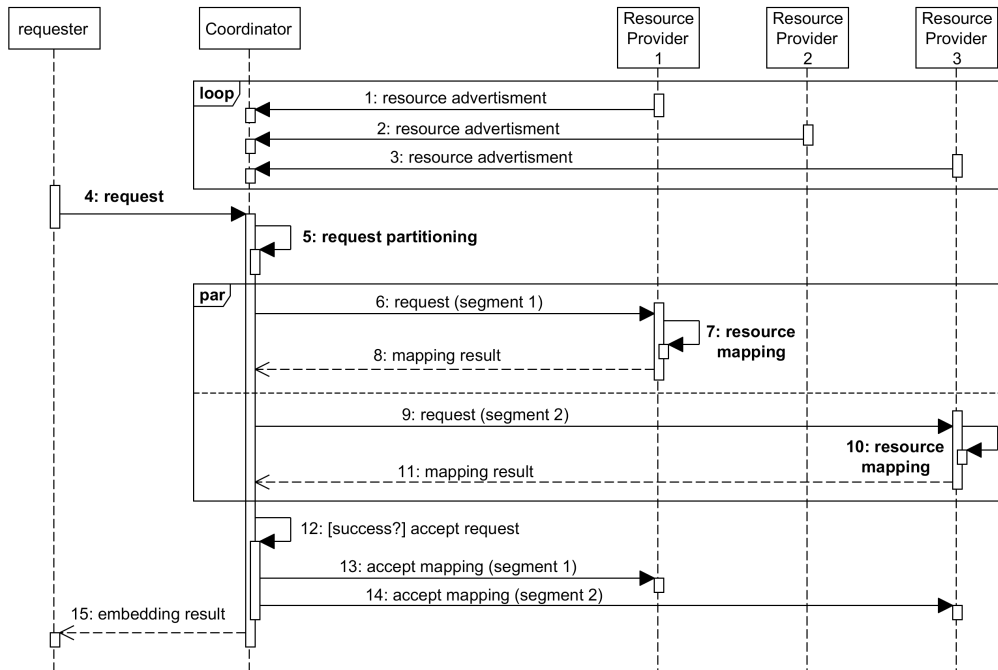 requester
Coordinator
Resource
Provider
1
Resource
Provider
2
Resource
Provider
3
loop
1: resource advertisment
2: resource advertisment
3: resource advertisment
4: request
5: request partitioning
par
6: request (segment 1)
7: resource
mapping
8: mapping result
9: request (segment 2)
10: resource
mapping
11: mapping result
12: [success?] accept request
13: accept mapping (segment 1)
14: accept mapping (segment 2)
15: embedding result